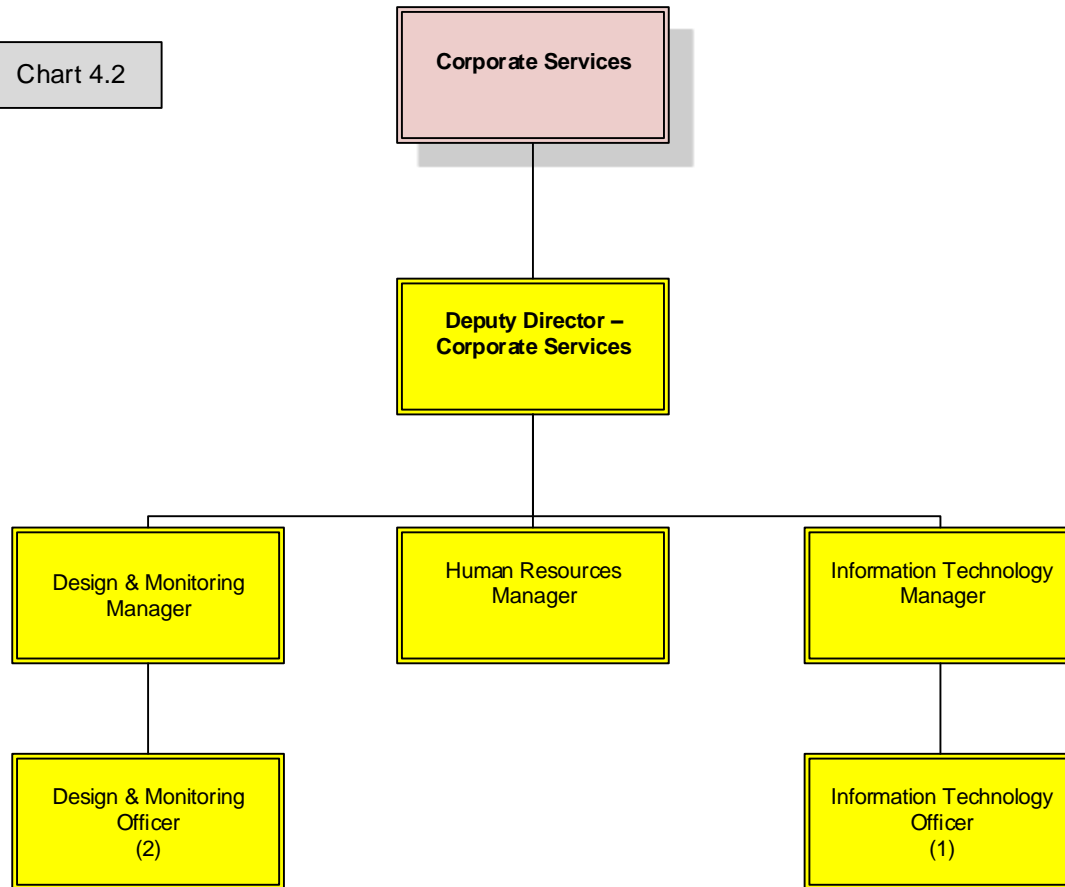 Chart 4.2
Corporate Services
Deputy Director –
Corporate Services
Design & Monitoring
Manager
Human Resources
Manager
Information Technology
Manager
Design & Monitoring
Officer
(2)
Information Technology
Officer
(1)